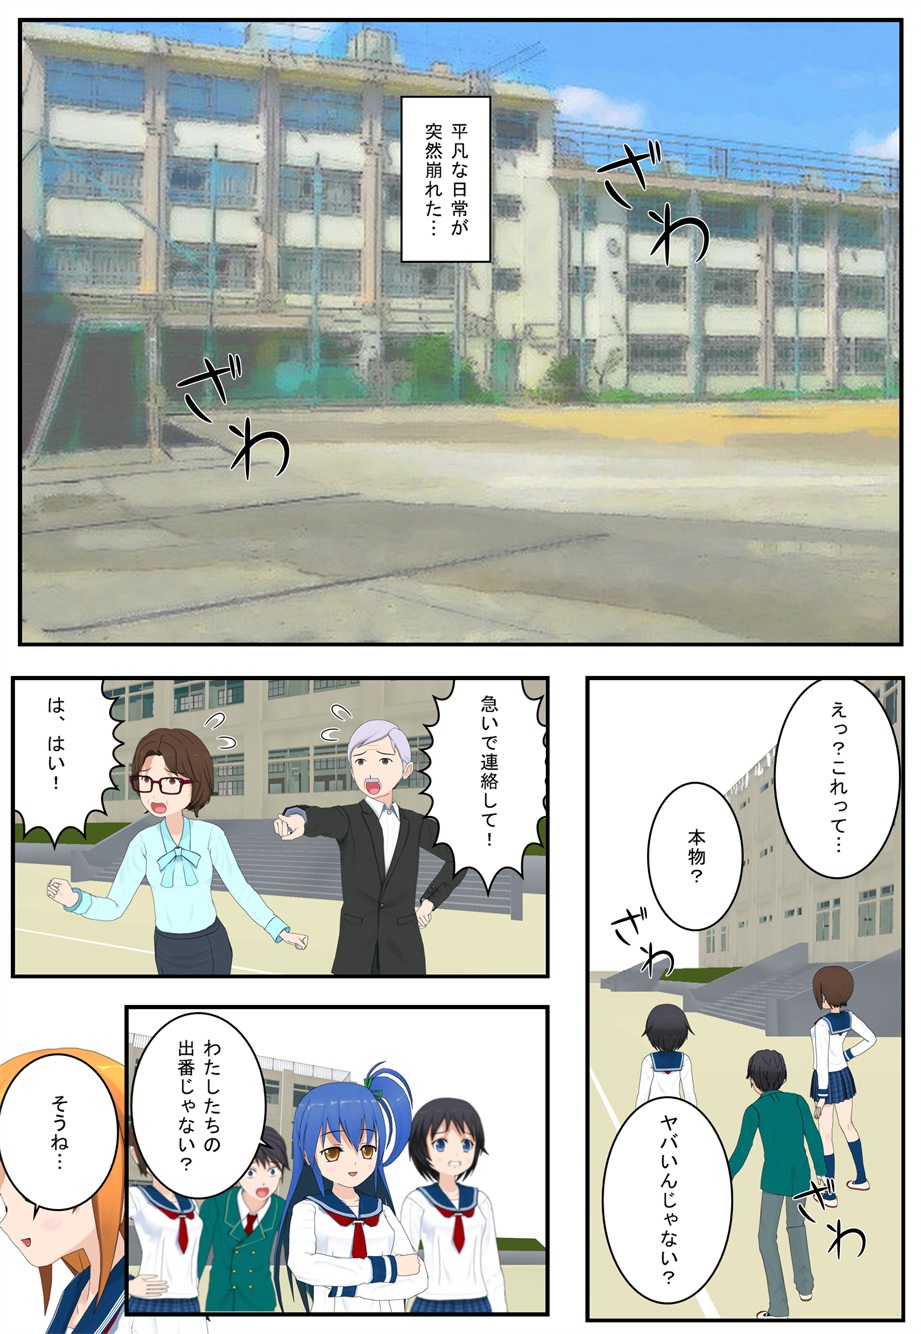 平凡な日常が
突然崩れた…
ざわ
ざわ
えっ？これって…
本物？
ざわ
ヤバいんじゃない？
ざわ
急いで連絡して！
は、はい！
わたしたちの
出番じゃない？
そうね…